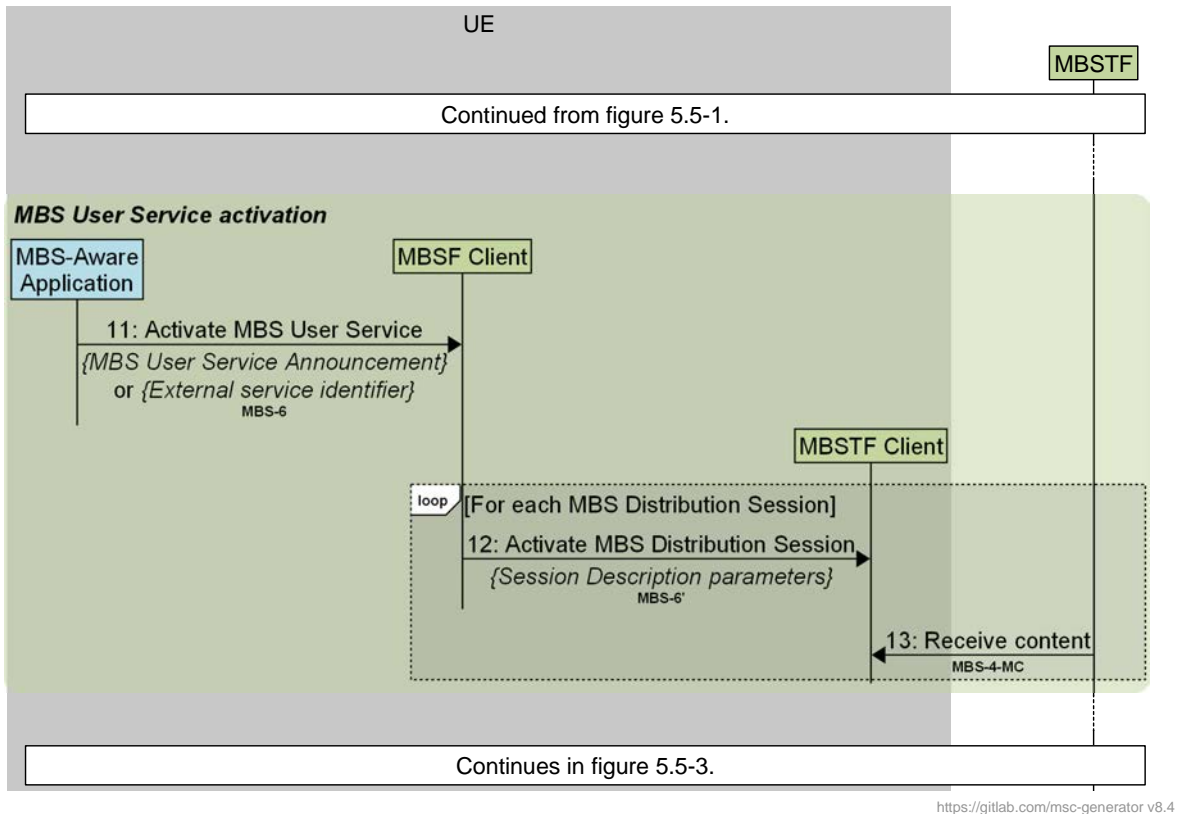 UE
MBSTF
Continued from figure 5.5-1.
MBS User Service activation
MBS-Aware
Application
MBSF Client
11: Activate MBS User Service
{MBS User Service Announcement}
or {External service identifier}
MBS-6
MBSTF Client
loop
[For each MBS Distribution Session]
12: Activate MBS Distribution Session
{Session Description parameters}
MBS-6'
13: Receive content
MBS-4-MC
Continues in figure 5.5-3.
https://gitlab.com/msc-generator v8.4